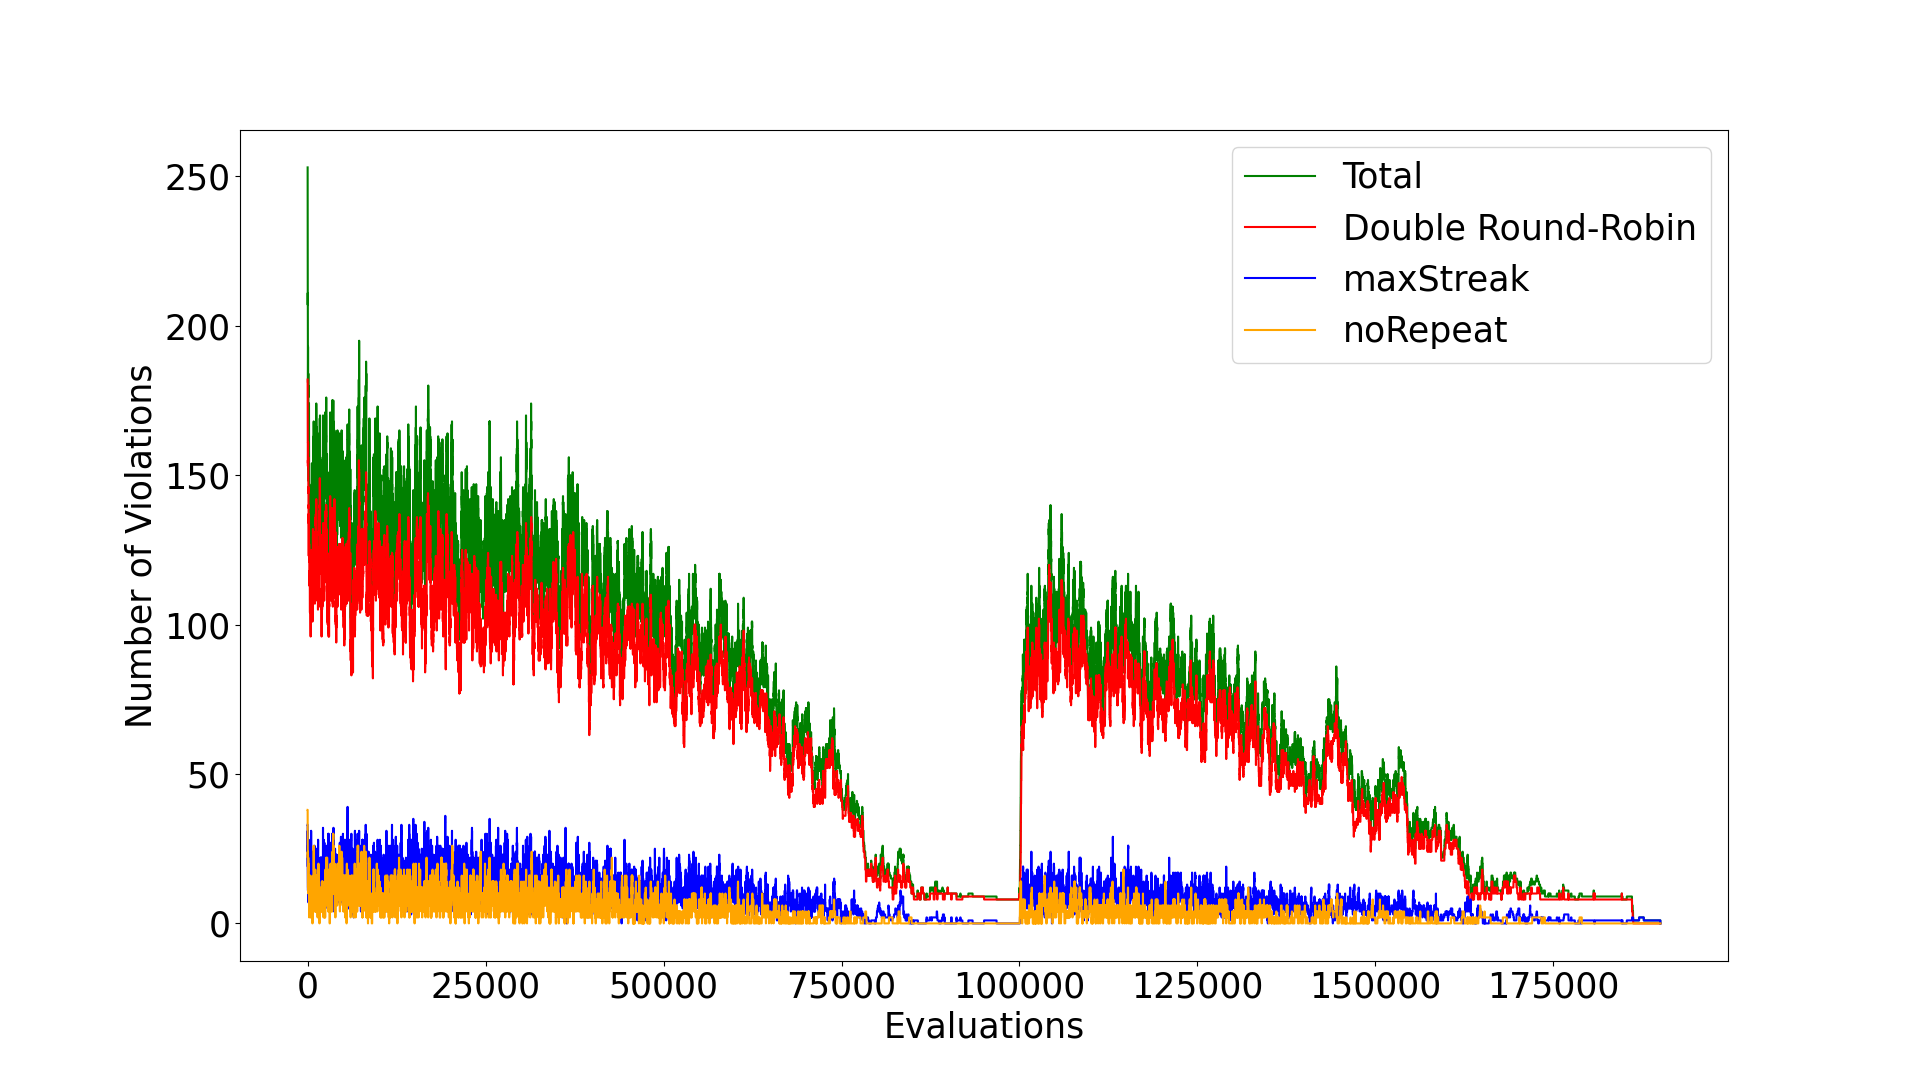 Total
Double Round-Robin
maxStreak
noRepeat
250
200
150
100
50
0
Number of Violations
0 25000 50000 75000 100000 125000 150000 175000
Evaluations